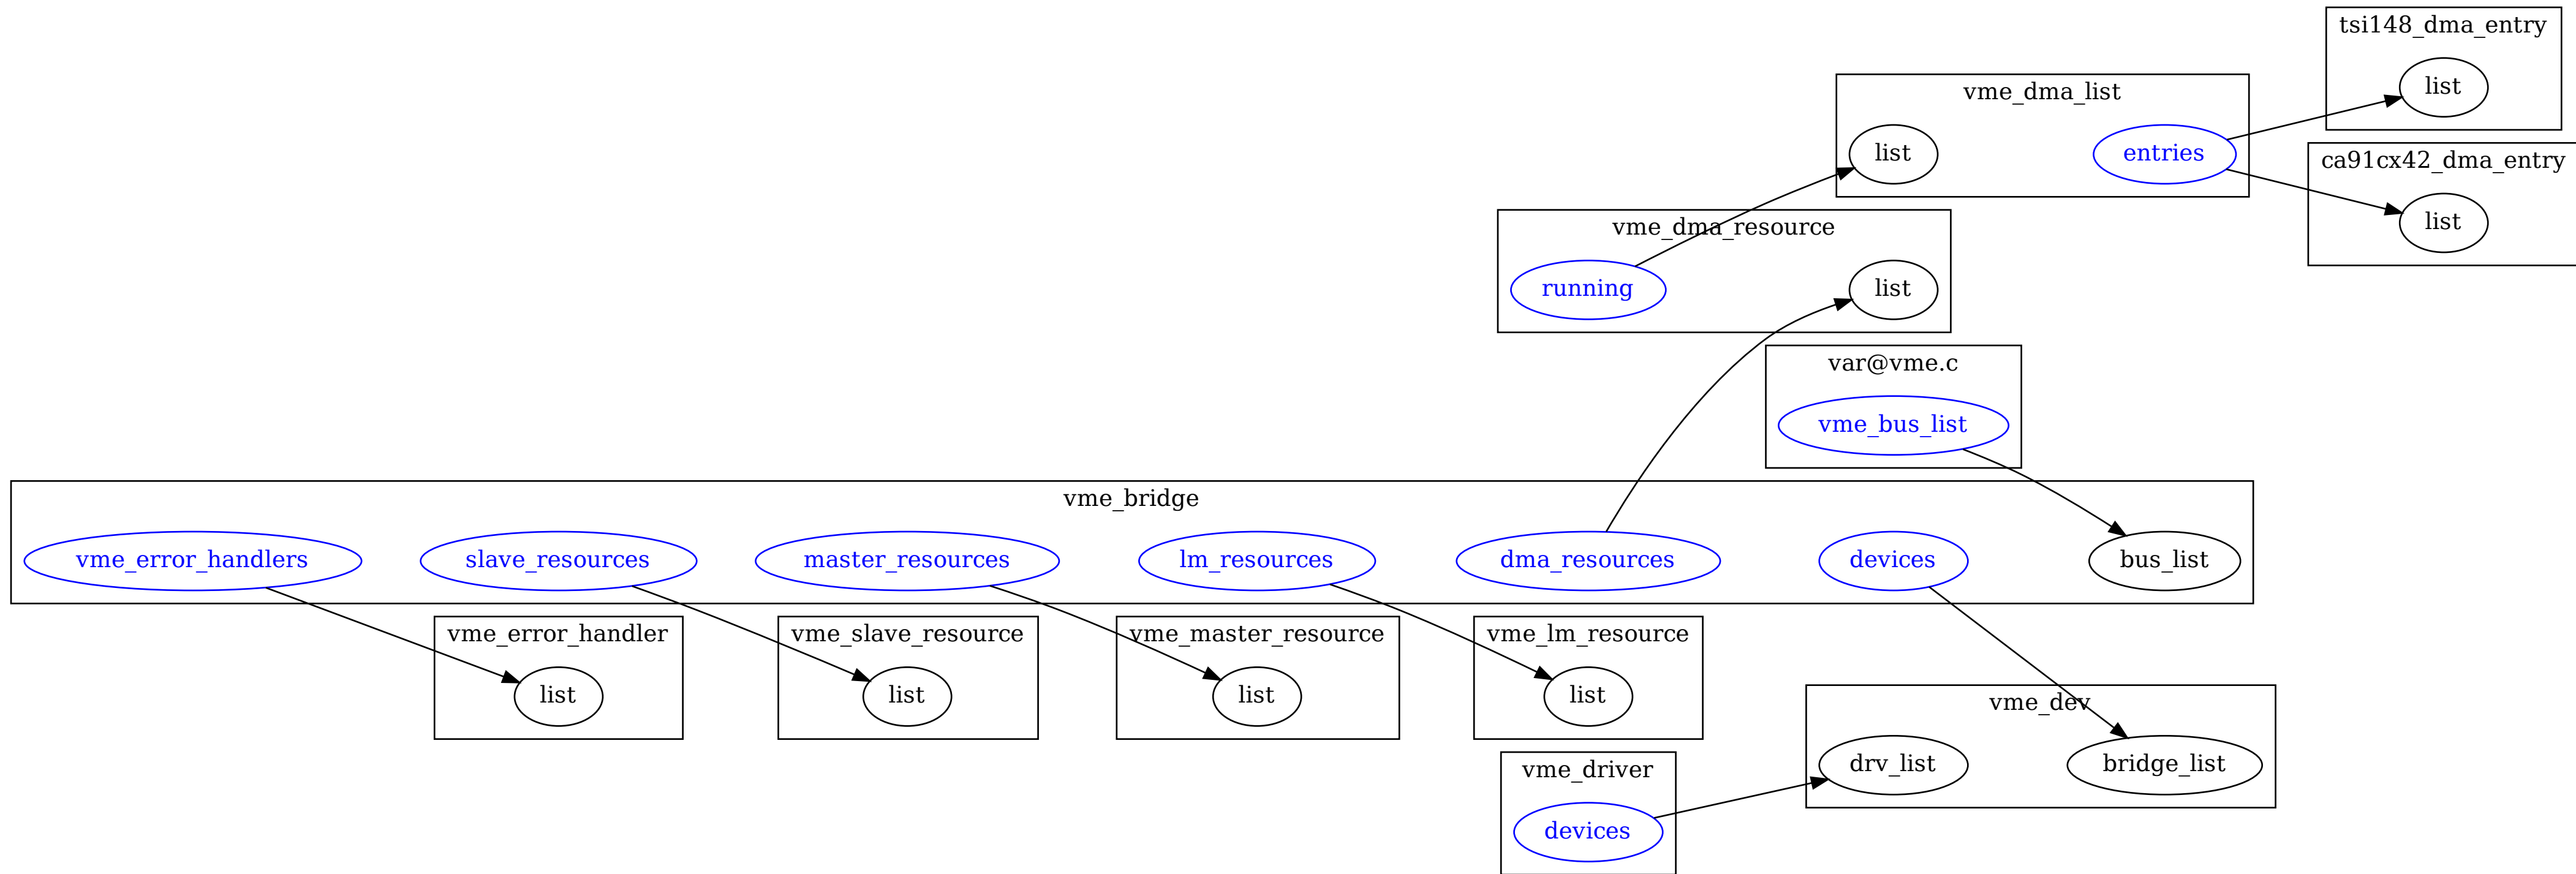 tsi148_dma_entry
list
vme_dma_list
list
entries
ca91cx42_dma_entry
list
vme_dma_resource
running
list
var@vme.c
vme_bus_list
vme_bridge
vme_error_handlers
slave_resources
master_resources
lm_resources
dma_resources
devices
bus_list
vme_error_handler
list
vme_slave_resource
list
vme_master_resource
list
vme_lm_resource
list
vme_dev
drv_list
bridge_list
vme_driver
devices